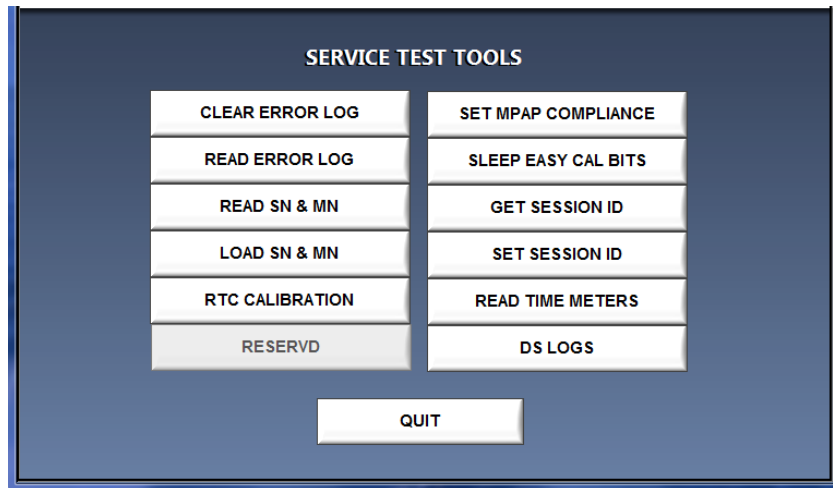 SERVICE TEST TOOLS
CLEAR ERROR LOG
READ ERROR LOG
READ SN & MN
LOAD SN & MN
RTC CALIBRATION
RESERVD
SET MPAP COMPLIANCE
SLEEP EASY CAL BITS
GET SESSION ID
SET SESSION ID
READ TIME METERS
DS LOGS
QUIT